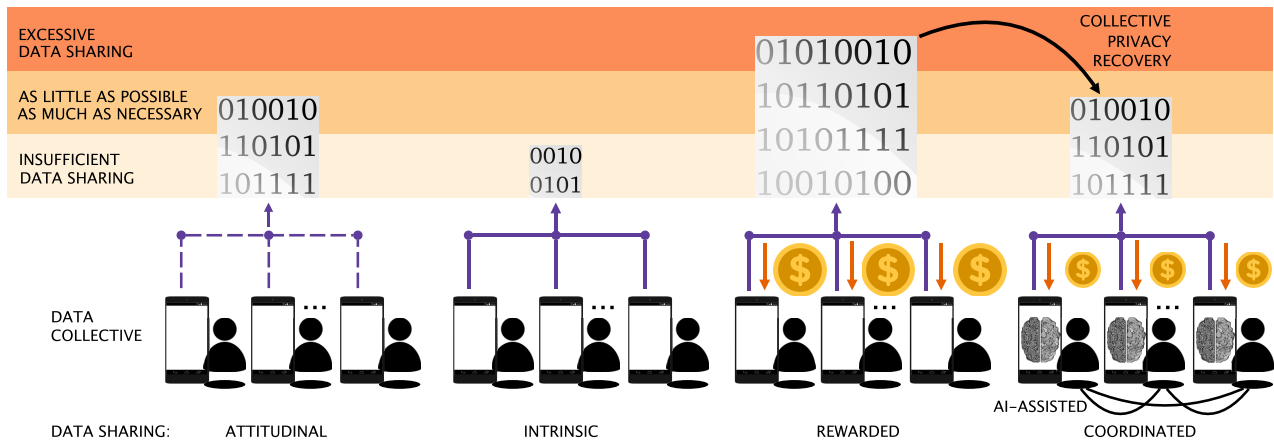 EXCESSIVE
DATA SHARING
AS LITTLE AS POSSIBLE
AS MUCH AS NECESSARY
INSUFFICIENT
DATA SHARING
010010
110101
101111
0010
0101
01010010
10110101
10101111
10010100
COLLECTIVE
PRIVACY
RECOVERY
010010
110101
101111
$ $ $ $ $ $
... ... ... ...
DATA
COLLECTIVE
AI-ASSISTED
DATA SHARING: ATTITUDINAL INTRINSIC REWARDED COORDINATED